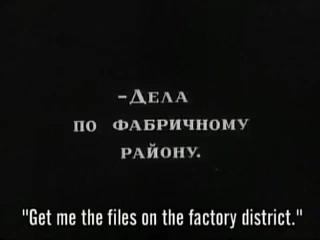 -Дела
по фабричному
району.
"Get me the files on the factory district."